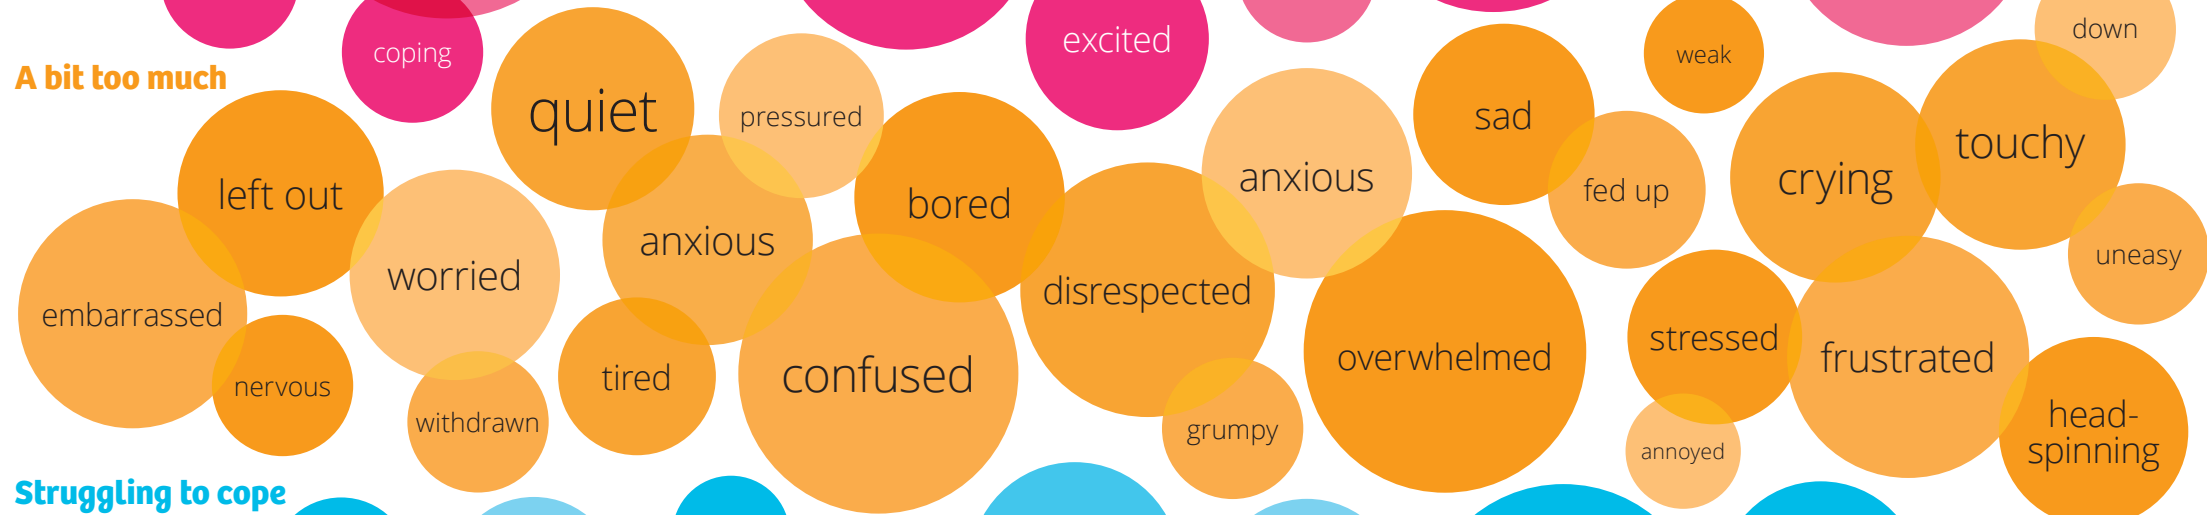 coping
excited
down
weak
A bit too much
quiet
pressured
sad
touchy
left out
bored
anxious
fed up
crying
worried
anxious
uneasy
embarrassed
disrespected
stressed
nervous
tired
confused
overwhelmed
frustrated
withdrawn
grumpy
annoyed
head-
spinning
Struggling to cope